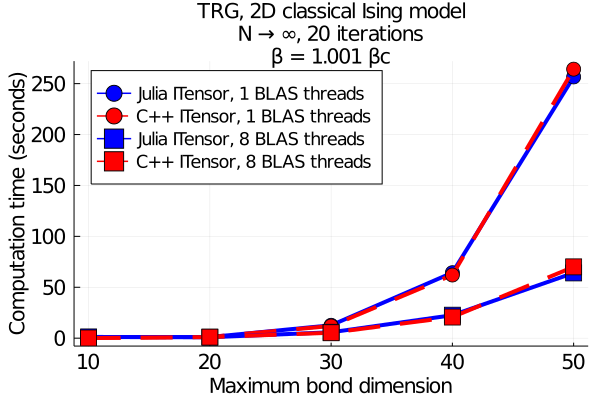 TRG, 2D classical Ising model
N → ∞, 20 iterations
β = 1.001 βc
Computation time (seconds)
250
200
150
100
50
0
Julia ITensor, 1 BLAS threads
C++ ITensor, 1 BLAS threads
Julia ITensor, 8 BLAS threads
C++ ITensor, 8 BLAS threads
10 20 30 40 50
Maximum bond dimension